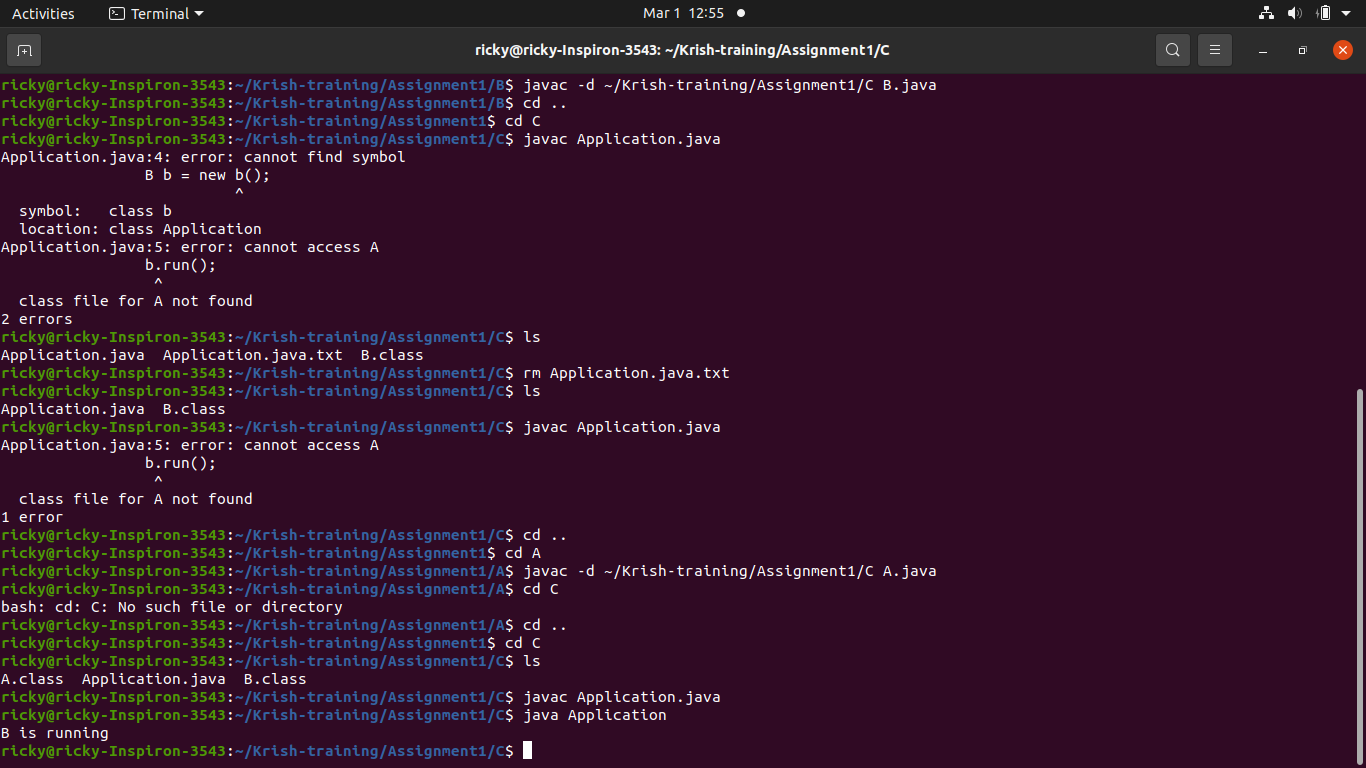 Activities Terminal Mar 1 12:55
ricky@ricky-Inspiron-3543: ~/Krish-training/Assignment1/C
ricky@ricky-Inspiron-3543:~/Krish-training/Assignment1/B$ javac -d ~/Krish-training/Assignment1/C B.java
ricky@ricky-Inspiron-3543:~/Krish-training/Assignment1/B$ cd ..
ricky@ricky-Inspiron-3543:~/Krish-training/Assignment1$ cd C
ricky@ricky-Inspiron-3543:~/Krish-training/Assignment1/C$ javac Application.java
Application.java:4: error: cannot find symbol
                B b = new b();
                          ^
  symbol:   class b
  location: class Application
Application.java:5: error: cannot access A
                b.run();
                 ^
  class file for A not found
2 errors
ricky@ricky-Inspiron-3543:~/Krish-training/Assignment1/C$ ls
Application.java  Application.java.txt  B.class
ricky@ricky-Inspiron-3543:~/Krish-training/Assignment1/C$ rm Application.java.txt
ricky@ricky-Inspiron-3543:~/Krish-training/Assignment1/C$ ls
Application.java  B.class
ricky@ricky-Inspiron-3543:~/Krish-training/Assignment1/C$ javac Application.java
Application.java:5: error: cannot access A
                b.run();
                 ^
  class file for A not found
1 error
ricky@ricky-Inspiron-3543:~/Krish-training/Assignment1/C$ cd ..
ricky@ricky-Inspiron-3543:~/Krish-training/Assignment1$ cd A
ricky@ricky-Inspiron-3543:~/Krish-training/Assignment1/A$ javac -d ~/Krish-training/Assignment1/C A.java
ricky@ricky-Inspiron-3543:~/Krish-training/Assignment1/A$ cd C
bash: cd: C: No such file or directory
ricky@ricky-Inspiron-3543:~/Krish-training/Assignment1/A$ cd ..
ricky@ricky-Inspiron-3543:~/Krish-training/Assignment1$ cd C
ricky@ricky-Inspiron-3543:~/Krish-training/Assignment1/C$ ls
A.class  Application.java  B.class
ricky@ricky-Inspiron-3543:~/Krish-training/Assignment1/C$ javac Application.java
ricky@ricky-Inspiron-3543:~/Krish-training/Assignment1/C$ java Application
B is running
ricky@ricky-Inspiron-3543:~/Krish-training/Assignment1/C$